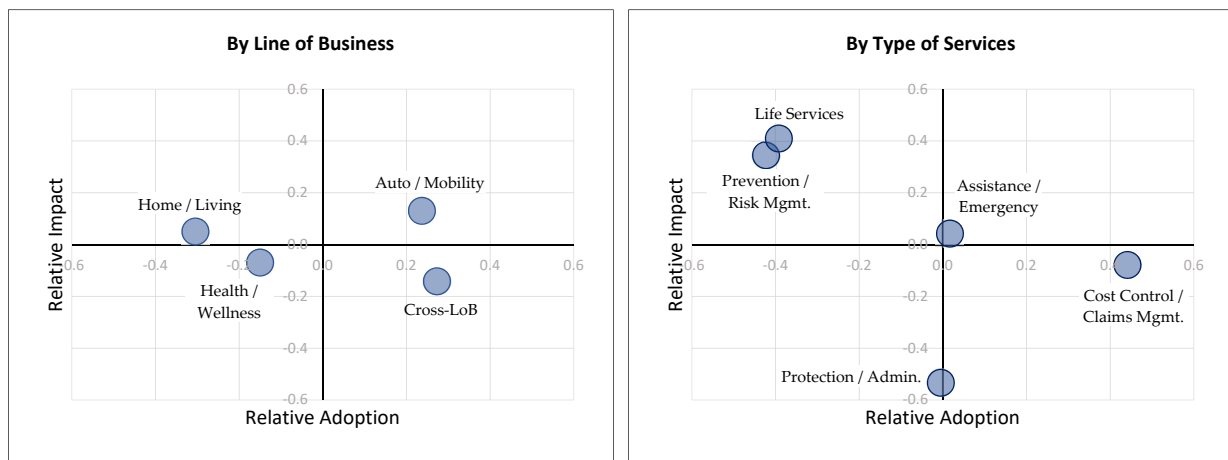 By Line of Business
0.6
0.4
0.2
0.0
-0.2
-0.4
-0.6
0.6
-0.4
-0.2
0.0
0.2
0.4
0.6
Relative Impact
Relative Adoption
Home / Living
Auto / Mobility
Health /
Wellness
Cross-LoB
By Type of Services
0.6
0.4
0.2
0.0
-0.2
-0.4
-0.6
0.6
-0.4
-0.2
0.0
0.2
0.4
0.6
Relative Impact
Relative Adoption
Life Services
Prevention /
Risk Mgmt.
Assistance /
Emergency
Cost Control /
Claims Mgmt.
Protection / Admin.